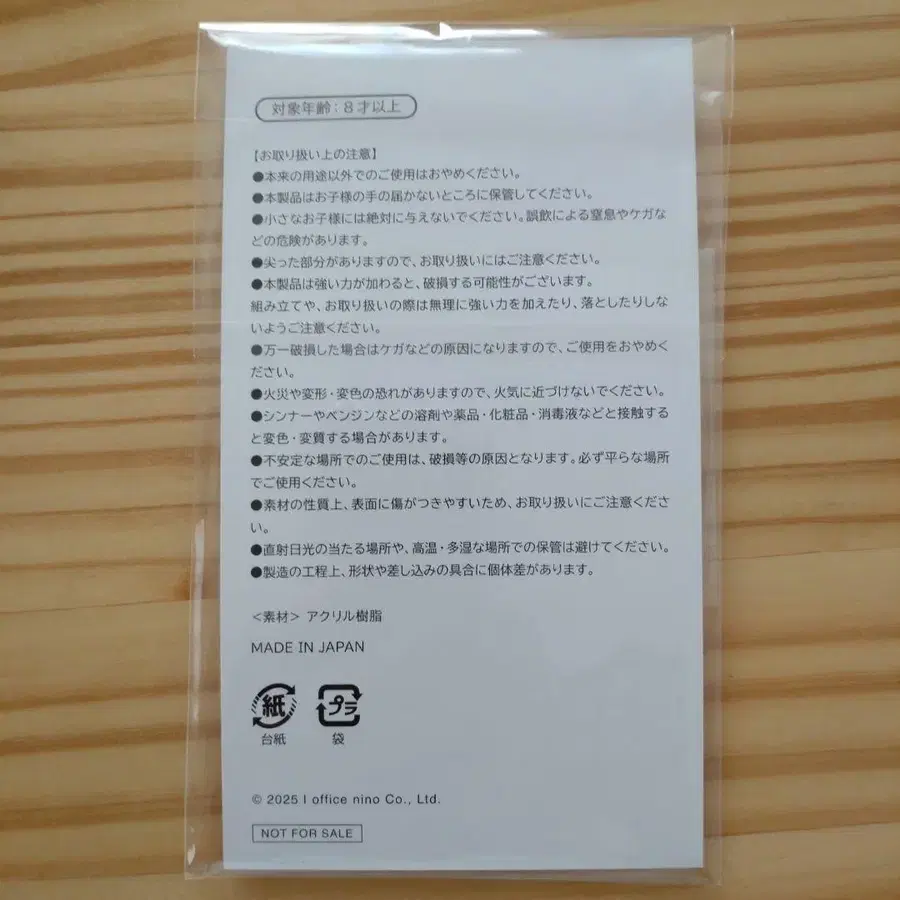 対象年齢：8才以上
【お取り扱い上の注意】
●本来の用途以外でのご使用はおやめください。
●本製品はお子様の手の届かないところに保管してください。
●小さなお子様には絶対に与えないでください。誤飲による窒息やケガな
どの危険があります。
●尖った部分がありますので、お取り扱いにはご注意ください。
●本製品は強い力が加わると、破損する可能性がございます。
組み立てや、お取り扱いの際は無理に強い力を加えたり、落としたりしな
いようご注意ください。
●万一破損した場合はケガなどの原因になりますので、ご使用をおやめく
ださい。
●火災や変形・変色の恐れがありますので、火気に近づけないでください。
●シンナーやベンジンなどの溶剤や薬品・化粧品・消毒液などと接触する
と変色・変質する場合があります。
●不安定な場所でのご使用は、破損等の原因となります。必ず平らな場所
でご使用ください。
●素材の性質上、表面に傷がつきやすいため、お取り扱いにご注意くださ
い。
●直射日光の当たる場所や、高温・多湿な場所での保管は避けてください。
●製造の工程上、形状や差し込みの具合に個体差があります。
＜素材＞ アクリル樹脂
MADE IN JAPAN
紙 プラ
台紙 袋
© 2025 I office nino Co., Ltd.
NOT FOR SALE